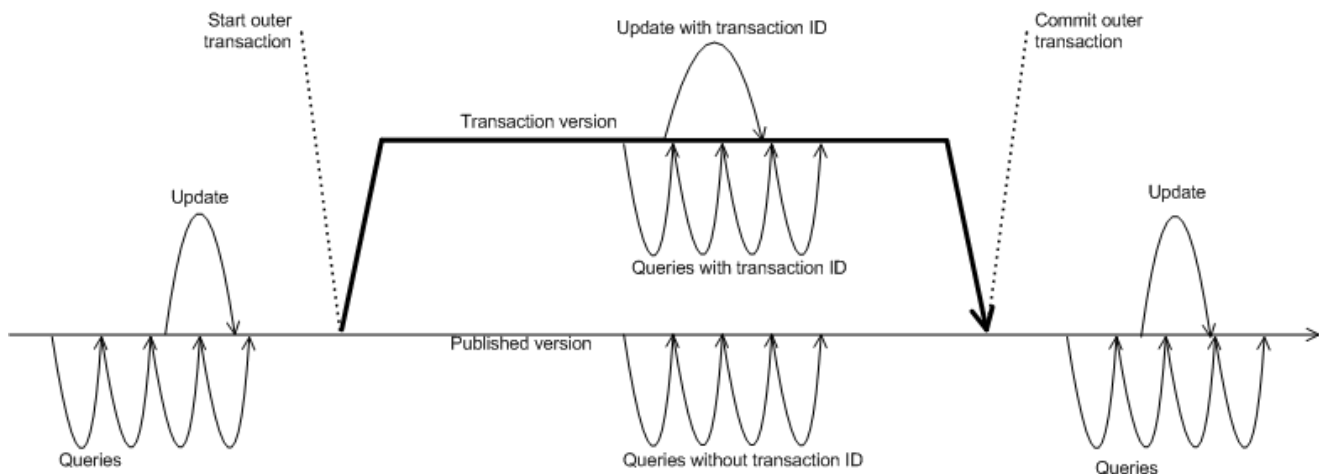 Start outer
transaction
Update with transaction ID
Commit outer
transaction
Transaction version
Update
Update
Queries with transaction ID
Published version
Queries
Queries without transaction ID
Queries